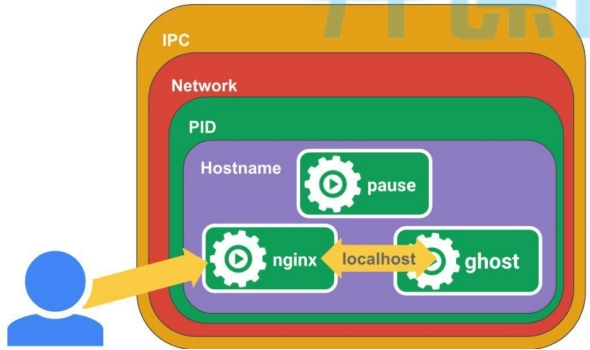 IPC
Network
PID
Hostname
pause
nginx
localhost
ghost